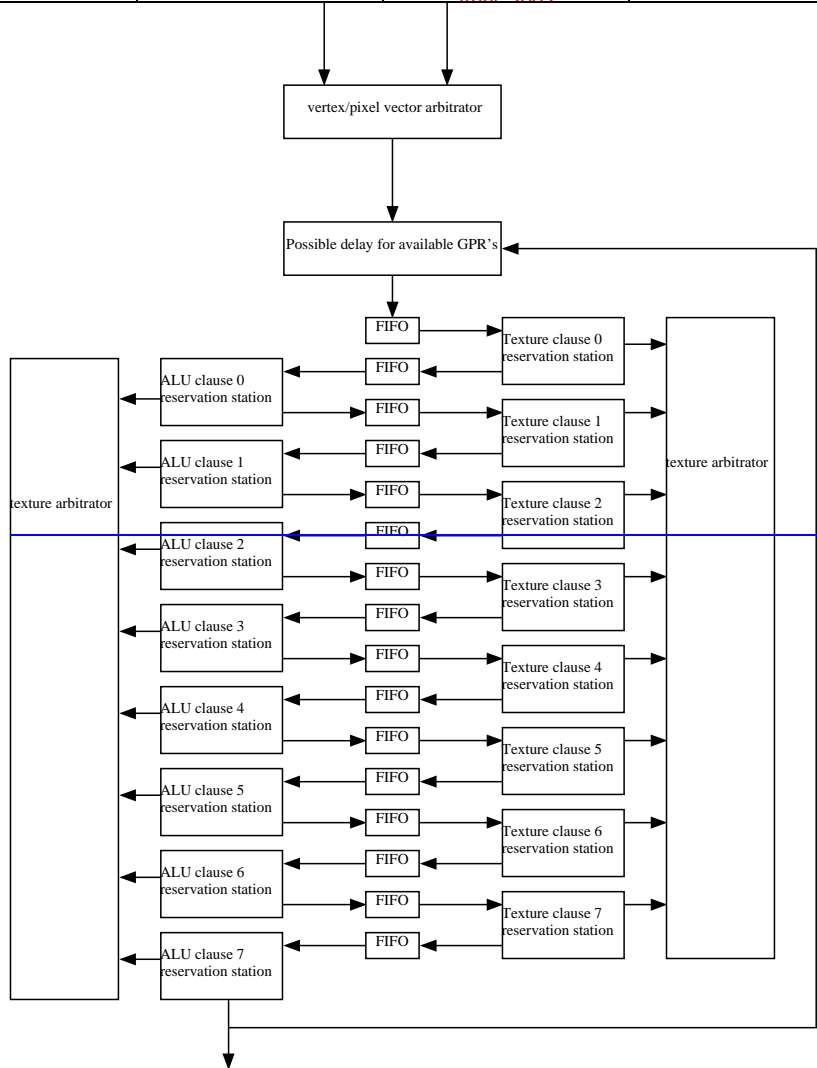 vertex/pixel vector arbitrator
Possible delay for available GPR's
FIFO
Texture clause 0
reservation station
FIFO
ALU clause 0
reservation station
FIFO
Texture clause 1
reservation station
FIFO
ALU clause 1
reservation station
texture arbitrator
texture arbitrator
FIFO
Texture clause 2
reservation station
FIFO
ALU clause 2
reservation station
FIFO
Texture clause 3
reservation station
FIFO
ALU clause 3
reservation station
FIFO
Texture clause 4
reservation station
FIFO
ALU clause 4
reservation station
FIFO
Texture clause 5
reservation station
FIFO
ALU clause 5
reservation station
FIFO
Texture clause 6
reservation station
FIFO
ALU clause 6
reservation station
FIFO
Texture clause 7
reservation station
FIFO
ALU clause 7
reservation station